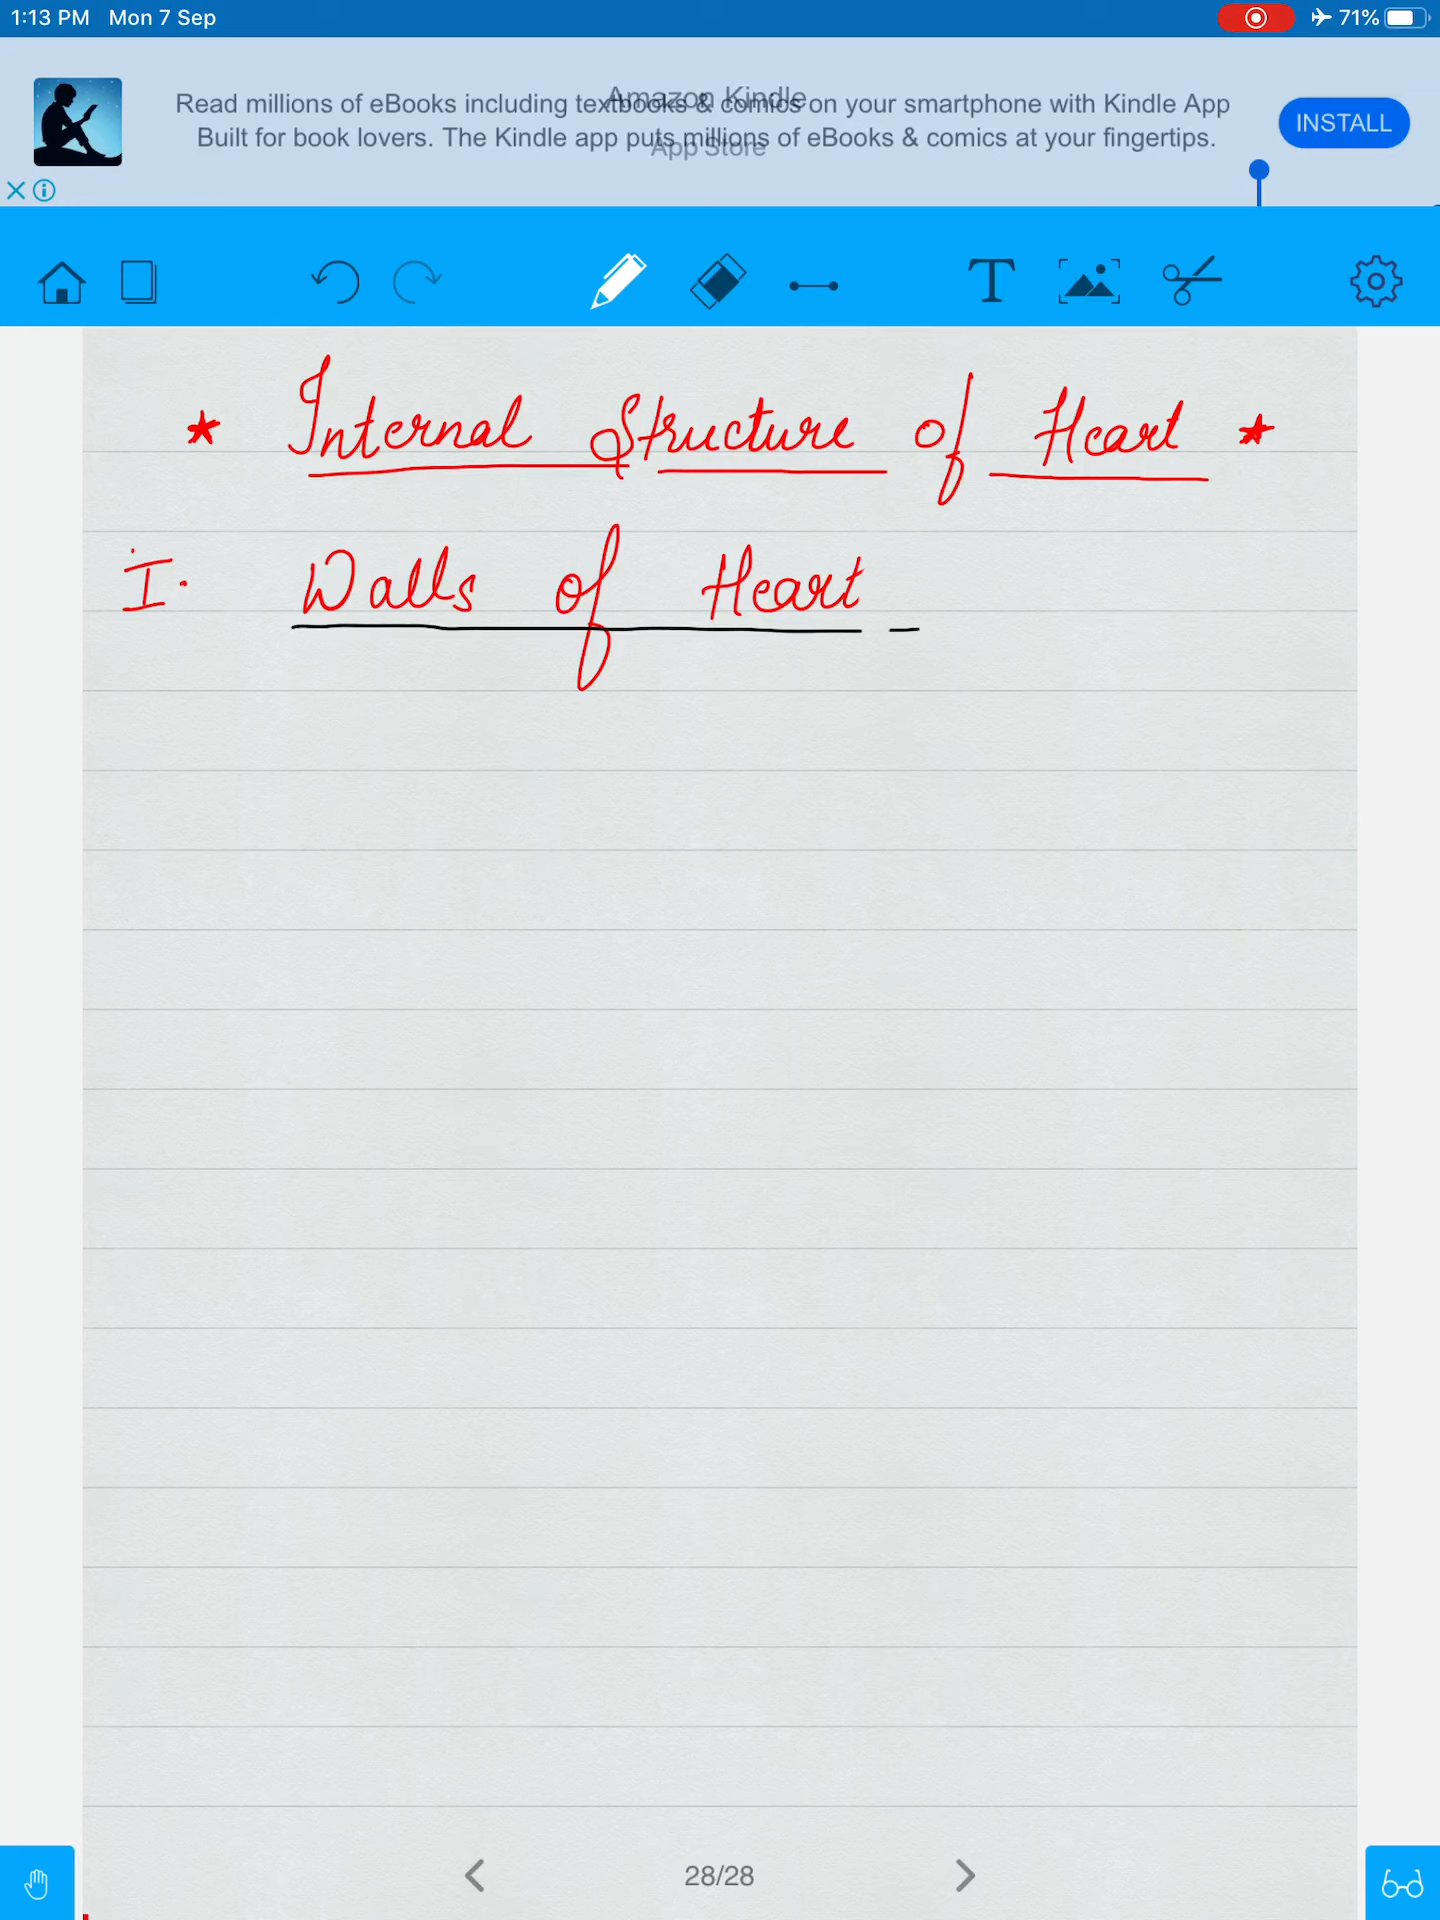 1:13 PM Mon 7 Sep
71%
Amazon Kindle
App Store
Read millions of eBooks including textbooks & comics on your smartphone with Kindle App
Built for book lovers. The Kindle app puts millions of eBooks & comics at your fingertips.
INSTALL
T
* Internal Structure of Heart *
I. Walls of Heart _
28/28